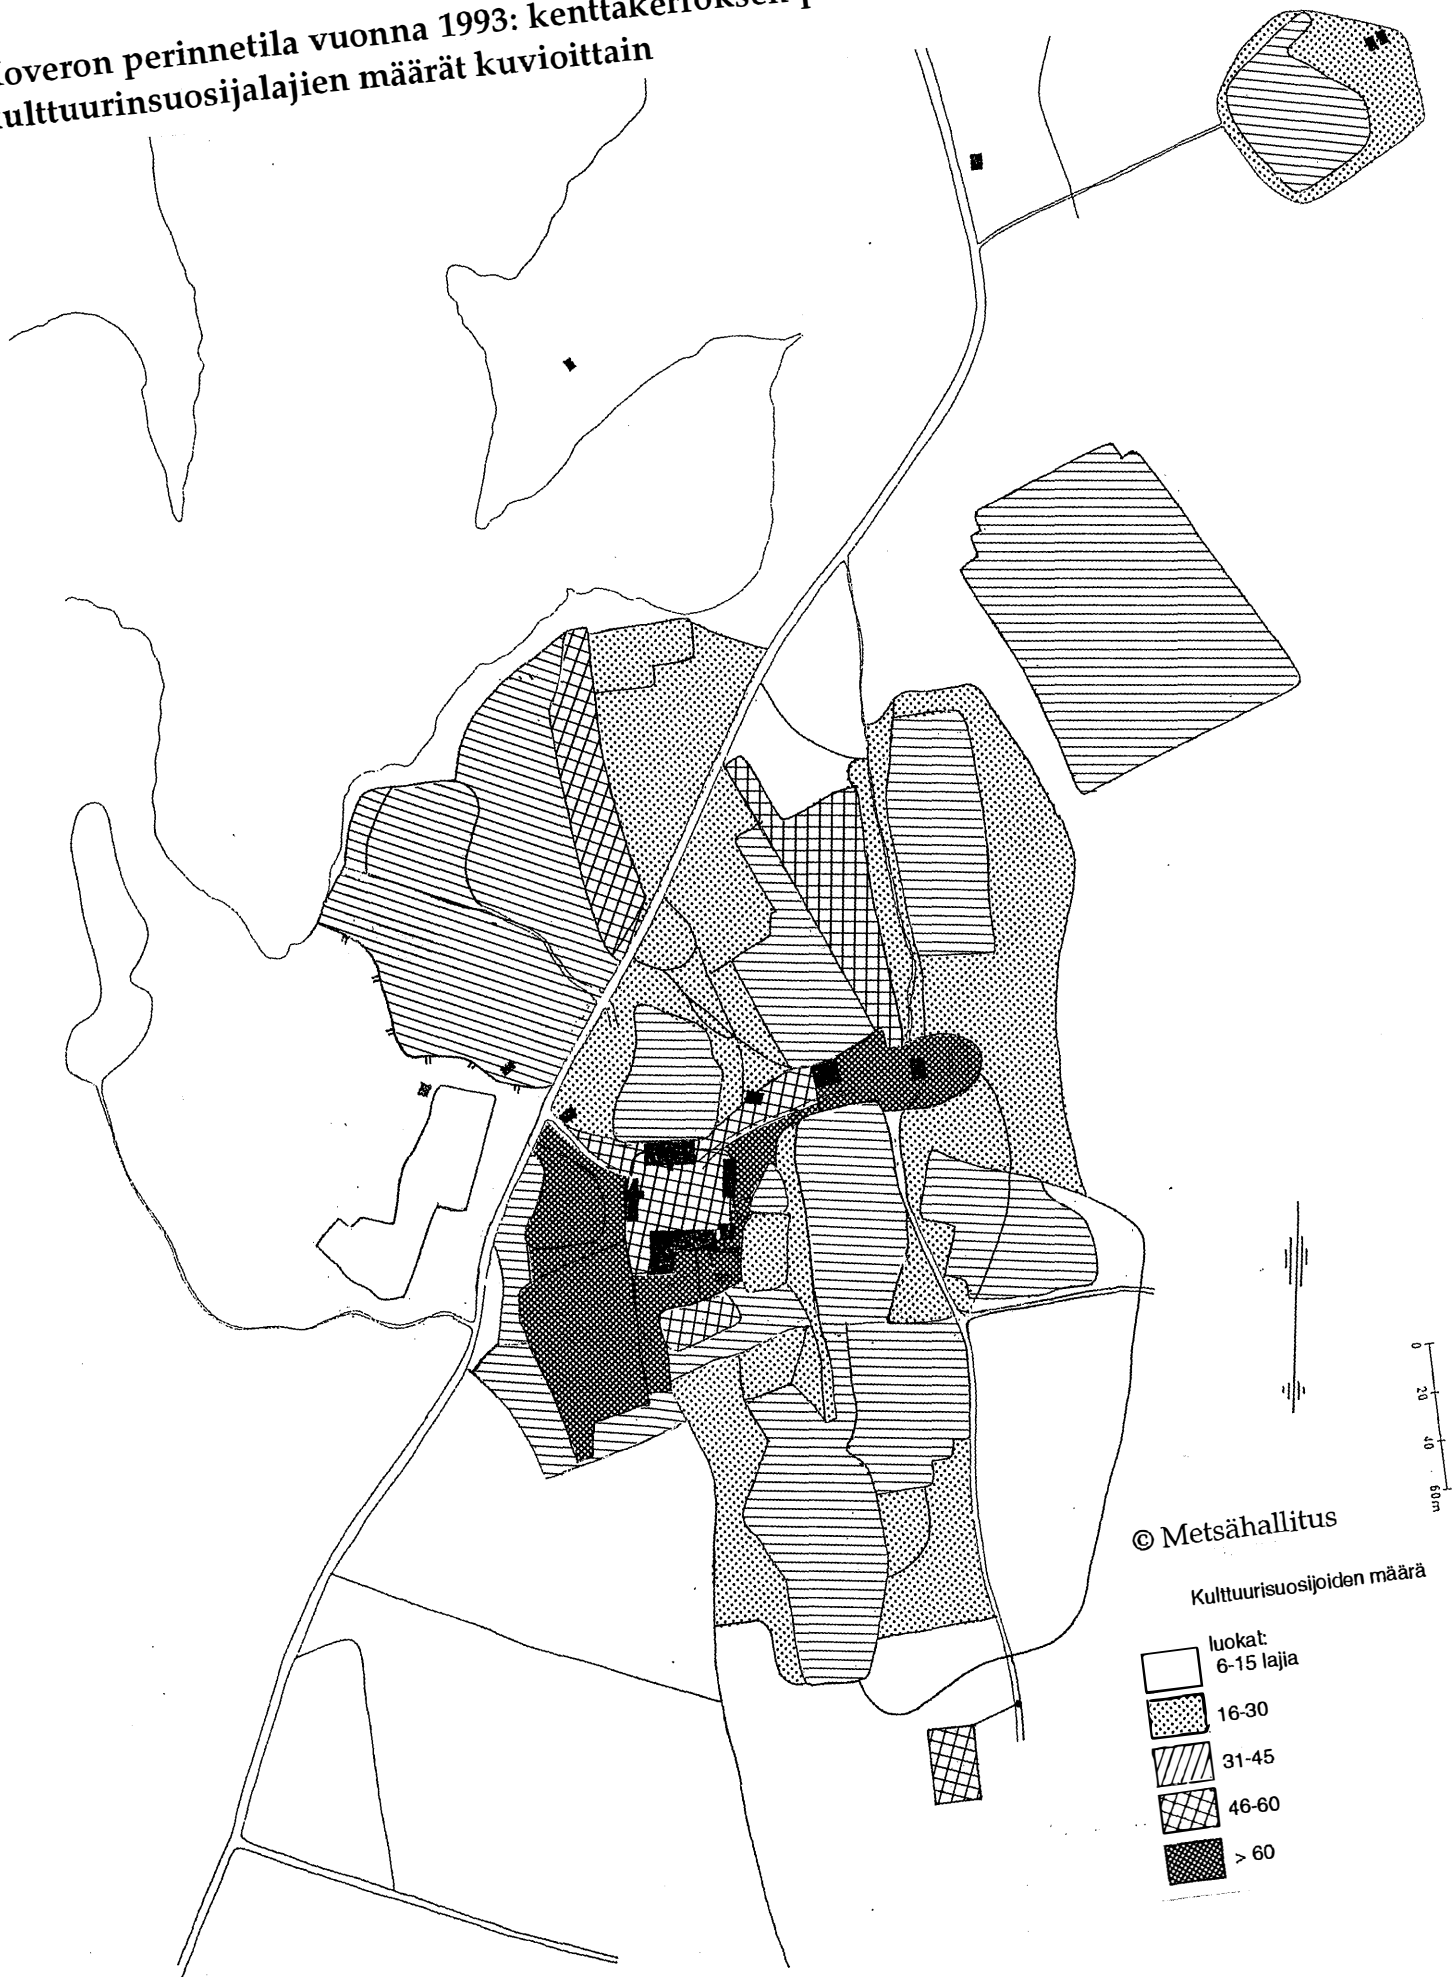 perinnetila vuonna 1993: kenttäkerroksen
kulttuurinsuosijalajien määrät kuvioittain
0
20
40
60m
© Metsähallitus
Kulttuurisuosijoiden määrä
luokat:
6-15 lajia
16-30
31-45
46-60
> 60